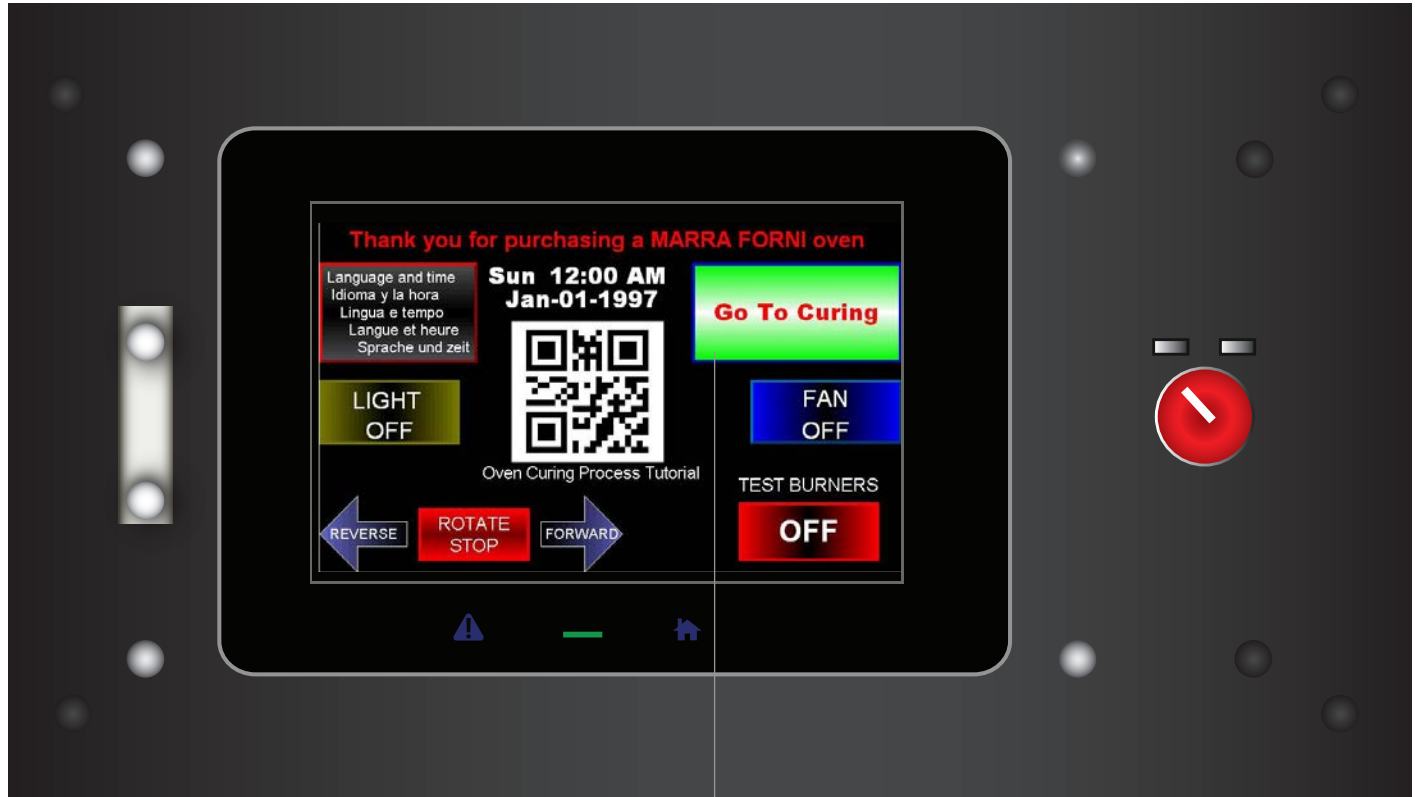 Thank you for purchasing a MARRA FORNI oven
Language and time
Idioma y la hora
Lingua e tempo
Langue et heure
Sprache und zeit
Sun 12:00 AM
Jan-01-1997
Go To Curing
LIGHT
OFF
FAN
OFF
Oven Curing Process Tutorial
TEST BURNERS
OFF
REVERSE
ROTATE
STOP
FORWARD